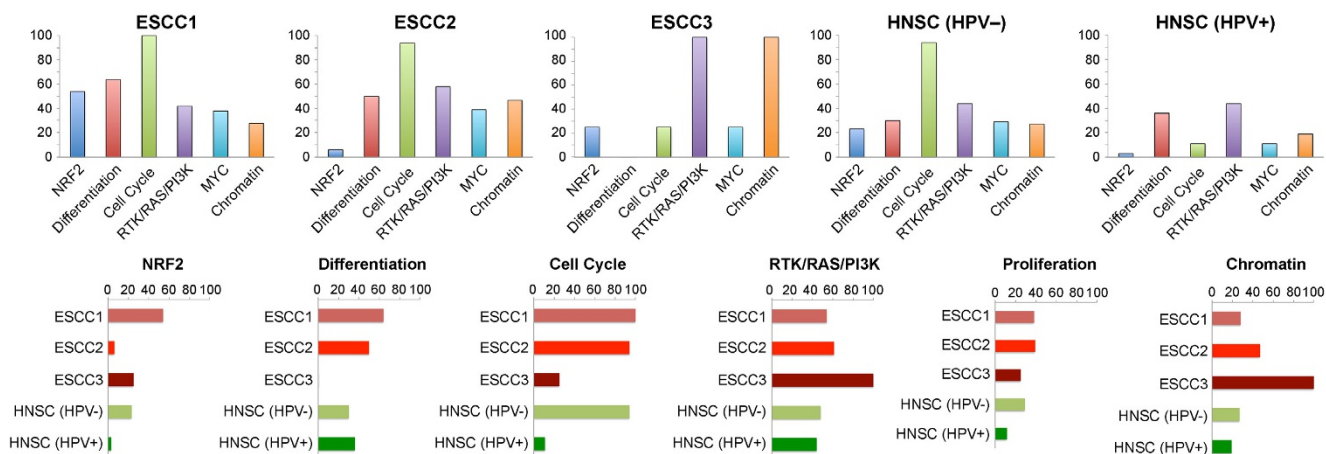 ESCC1
100
80
60
40
20
0
NRF2
Differentiation
Cell Cycle
RTK/RAS/PI3K
MYC
Chromatin
ESCC2
100
80
60
40
20
0
NRF2
Differentiation
Cell Cycle
RTK/RAS/PI3K
MYC
Chromatin
ESCC3
100
80
60
40
20
0
NRF2
Differentiation
Cell Cycle
RTK/RAS/PI3K
MYC
Chromatin
HNSC (HPV–)
100
80
60
40
20
0
NRF2
Differentiation
Cell Cycle
RTK/RAS/PI3K
MYC
Chromatin
HNSC (HPV+)
100
80
60
40
20
0
NRF2
Differentiation
Cell Cycle
RTK/RAS/PI3K
MYC
Chromatin
NRF2
0 20 40 60 80 100
ESCC1
ESCC2
ESCC3
HNSC (HPV-)
HNSC (HPV+)
Differentiation
0 20 40 60 80 100
ESCC1
ESCC2
ESCC3
HNSC (HPV-)
HNSC (HPV+)
Cell Cycle
0 20 40 60 80 100
ESCC1
ESCC2
ESCC3
HNSC (HPV-)
HNSC (HPV+)
RTK/RAS/PI3K
0 20 40 60 80 100
ESCC1
ESCC2
ESCC3
HNSC (HPV-)
HNSC (HPV+)
Proliferation
0 20 40 60 80 100
ESCC1
ESCC2
ESCC3
HNSC (HPV-)
HNSC (HPV+)
Chromatin
0 20 40 60 80 100
ESCC1
ESCC2
ESCC3
HNSC (HPV-)
HNSC (HPV+)